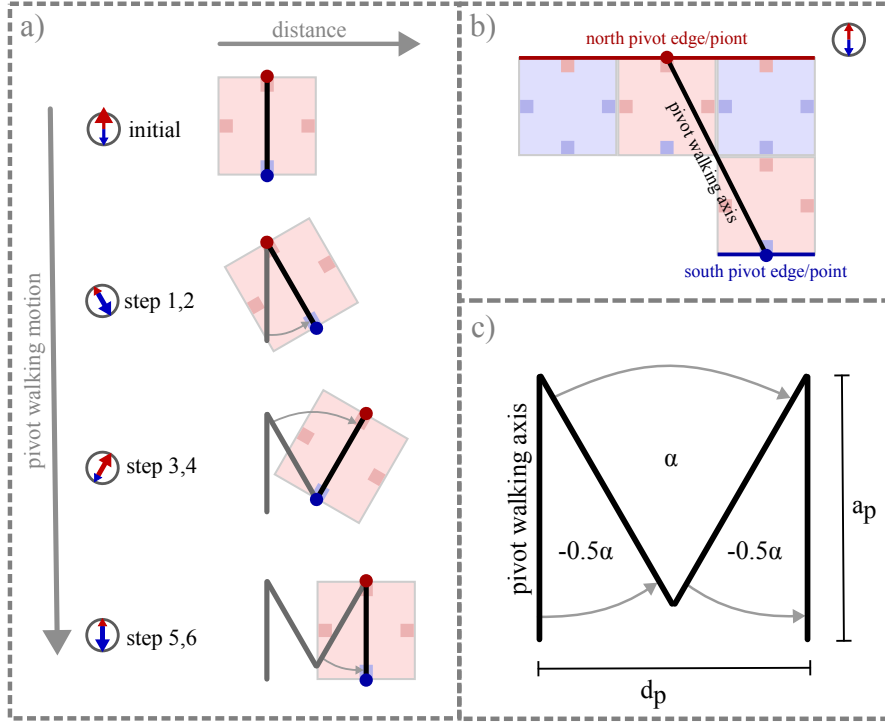 a)
distance
pivot walking motion
initial
step 1,2
step 3,4
step 5,6
b)
north pivot edge/piont
pivot walking axis
south pivot edge/point
c)
pivot walking axis
α
-0.5α
-0.5α
aₚ
dₚ